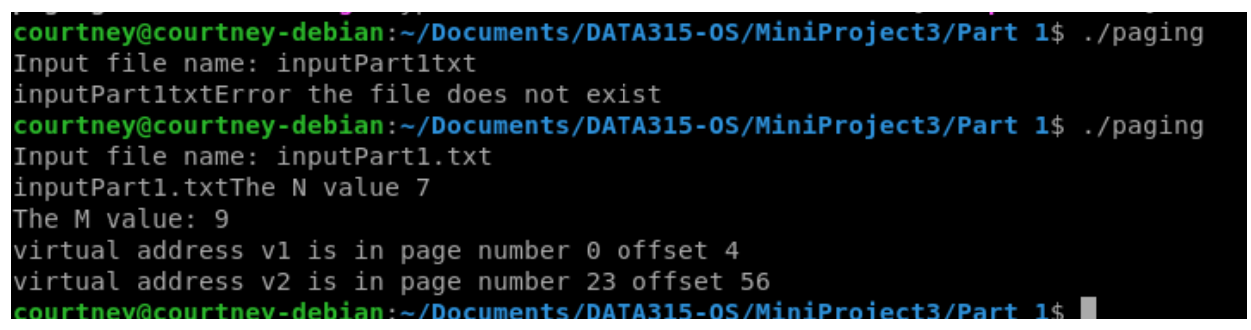 courtney@courtney-debian:~/Documents/DATA315-OS/MiniProject3/Part 1$ ./paging
Input file name: inputPart1txt
inputPart1txtError the file does not exist
courtney@courtney-debian:~/Documents/DATA315-OS/MiniProject3/Part 1$ ./paging
Input file name: inputPart1.txt
inputPart1.txtThe N value 7
The M value: 9
virtual address v1 is in page number 0 offset 4
virtual address v2 is in page number 23 offset 56
courtney@courtney-debian:~/Documents/DATA315-OS/MiniProject3/Part 1$